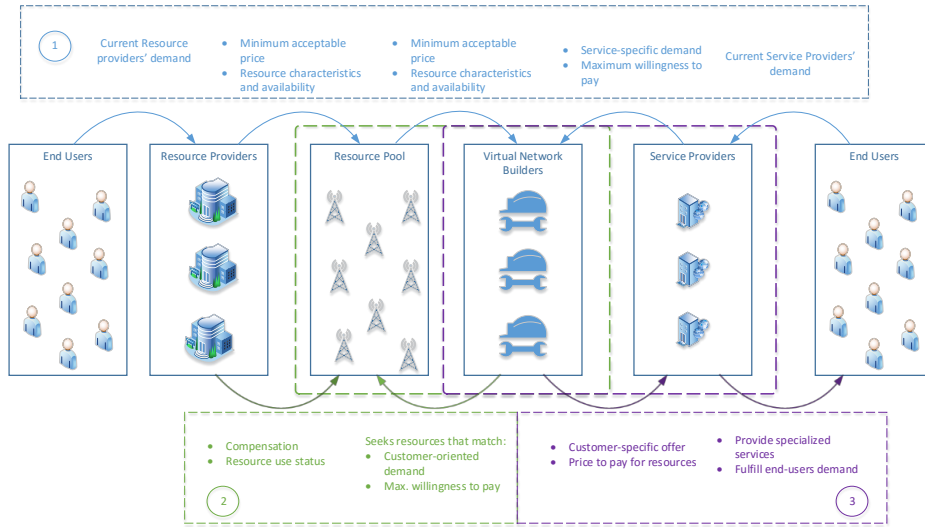 1
Current Resource
providers' demand
• Minimum acceptable
price
• Resource characteristics
and availability
• Minimum acceptable
price
• Resource characteristics
and availability
• Service-specific demand
• Maximum willingness to
pay
Current Service Providers'
demand
End Users
Resource Providers
Resource Pool
Virtual Network
Builders
Service Providers
End Users
• Compensation
• Resource use status
Seeks resources that match:
• Customer-oriented
demand
• Max. willingness to pay
2
• Customer-specific offer
• Price to pay for resources
• Provide specialized
services
• Fulfill end-users demand
3